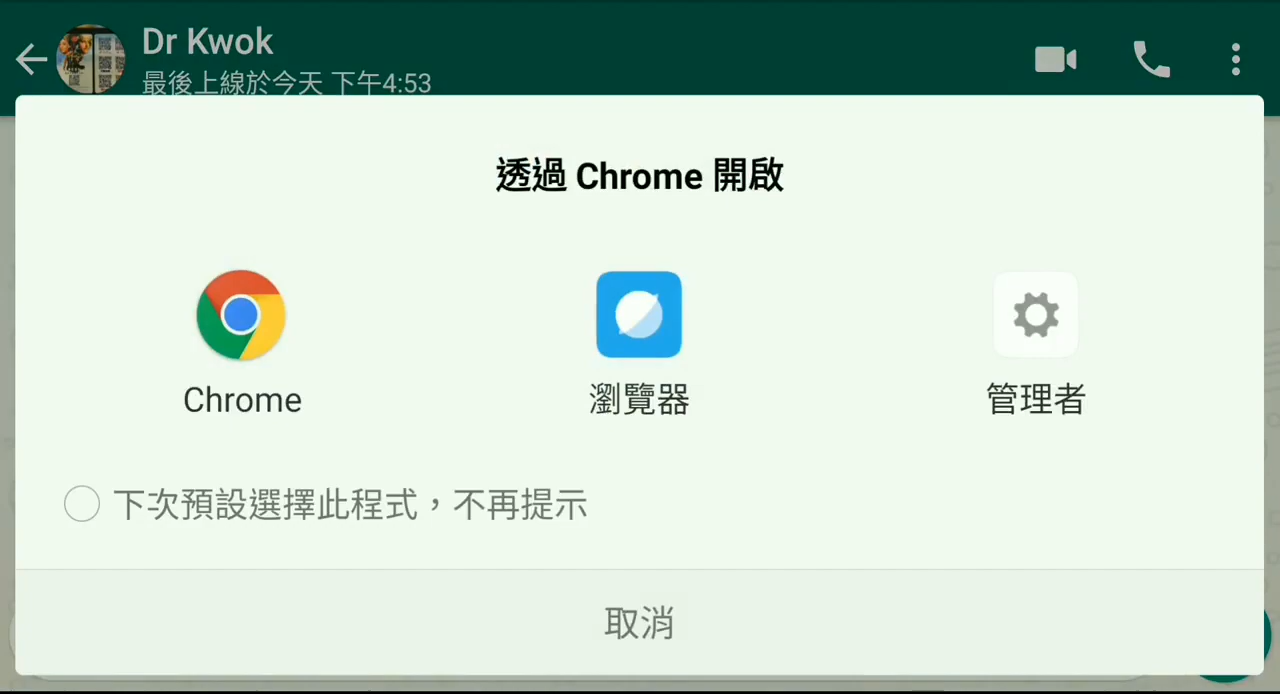 Dr Kwok
最後上線於今天 下午4:53
透過 Chrome 開啟
Chrome
瀏覽器
管理者
下次預設選擇此程式，不再提示
取消